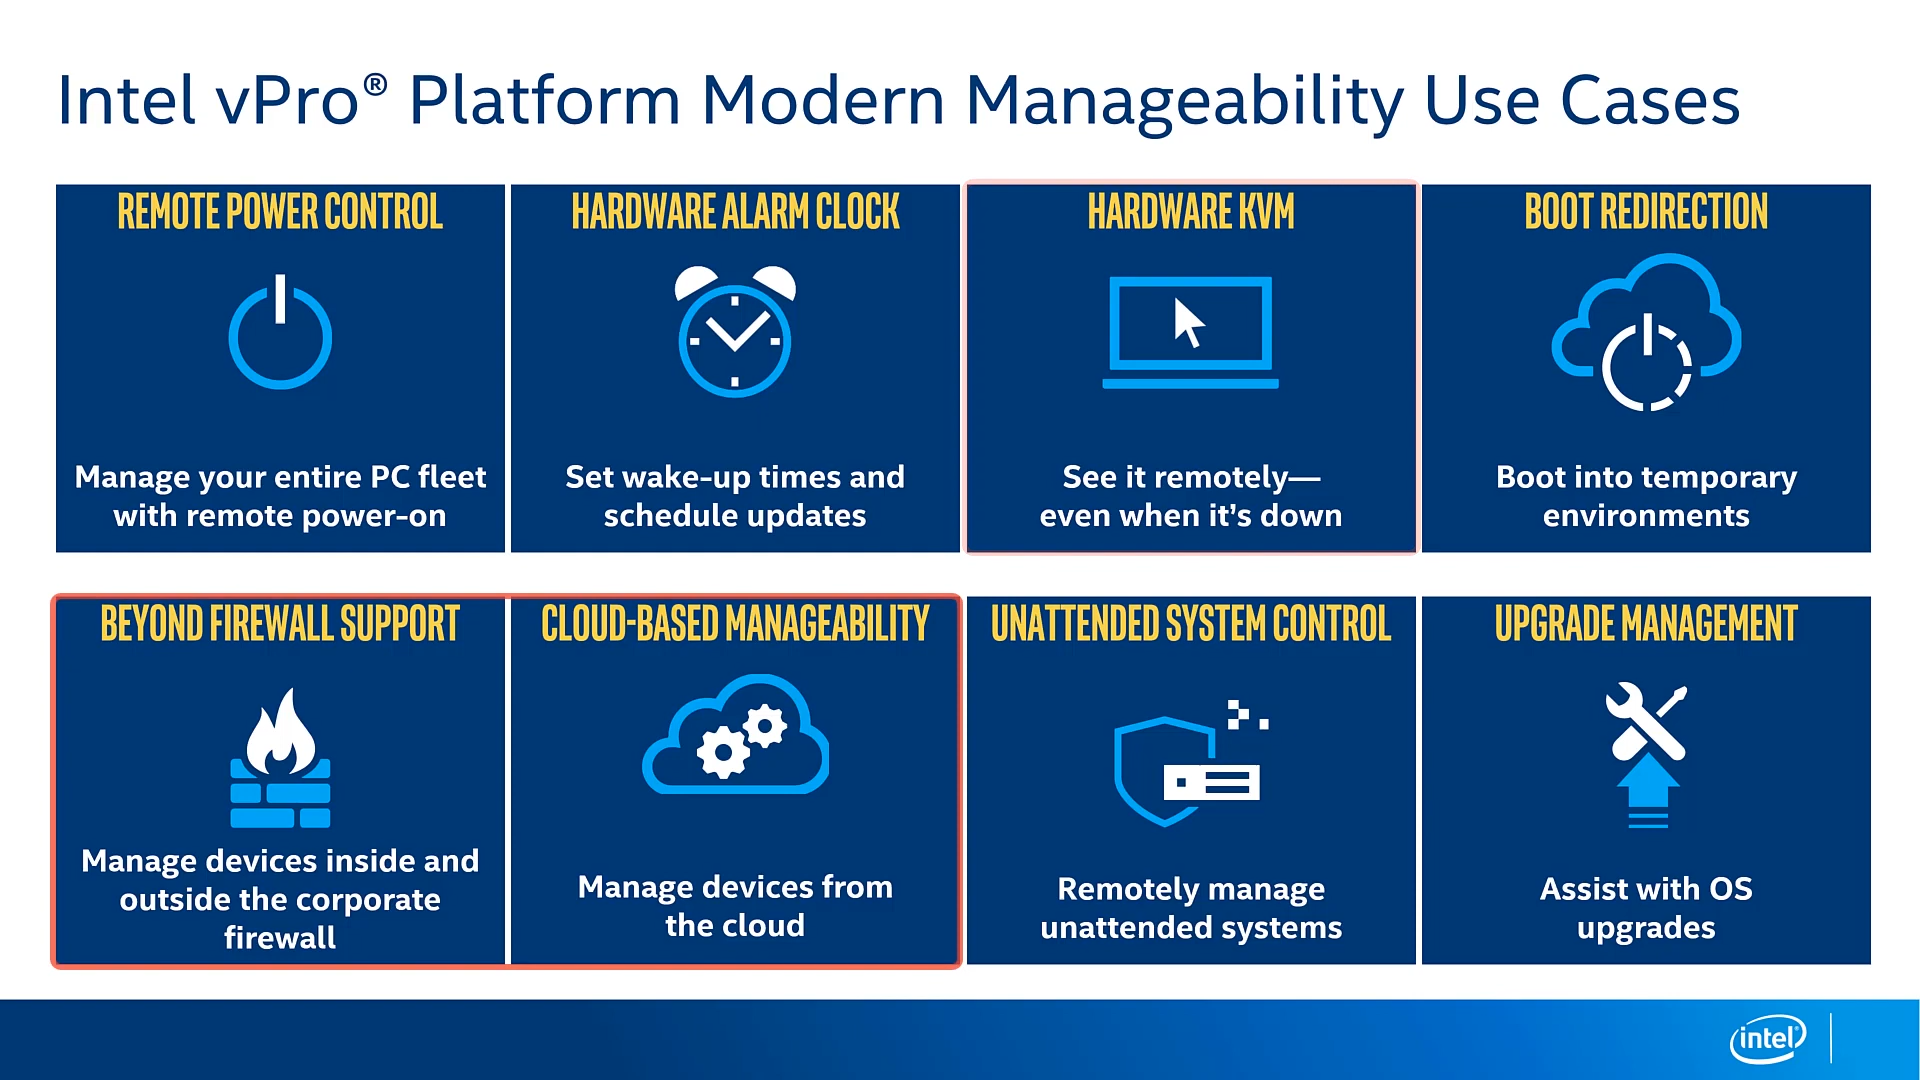 Intel vPro® Platform Modern Manageability Use Cases
REMOTE POWER CONTROL
Manage your entire PC fleet
with remote power-on
HARDWARE ALARM CLOCK
Set wake-up times and
schedule updates
HARDWARE KVM
See it remotely—
even when it’s down
BOOT REDIRECTION
Boot into temporary
environments
BEYOND FIREWALL SUPPORT
Manage devices inside and
outside the corporate
firewall
CLOUD-BASED MANAGEABILITY
Manage devices from
the cloud
UNATTENDED SYSTEM CONTROL
Remotely manage
unattended systems
UPGRADE MANAGEMENT
Assist with OS
upgrades
intel®